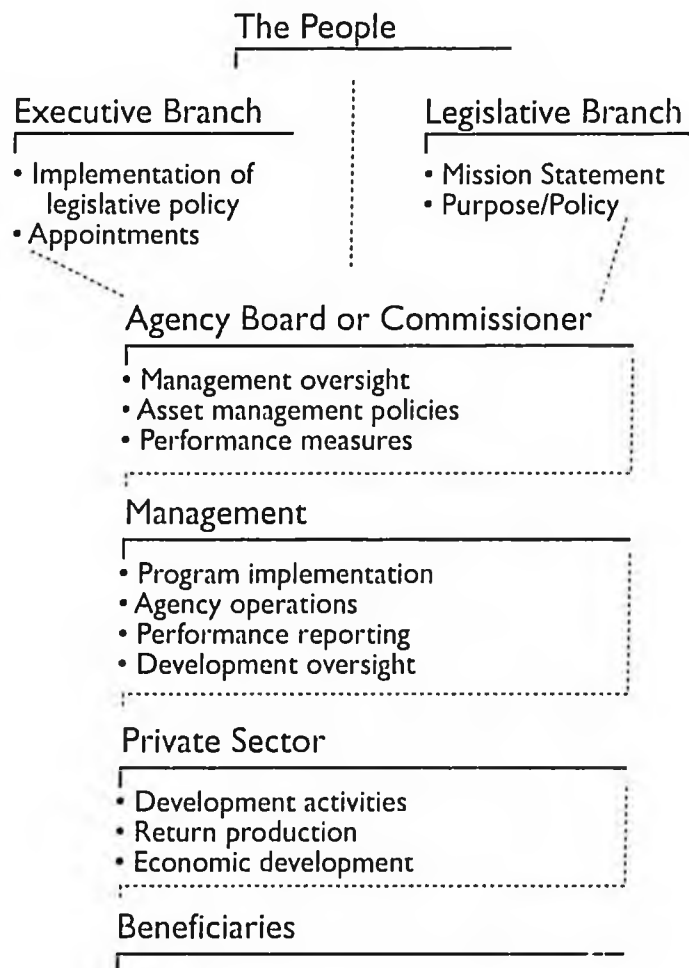 The People
Executive Branch
• Implementation of
legislative policy
• Appointments
Legislative Branch
• Mission Statement
• Purpose/Policy
Agency Board or Commissioner
• Management oversight
• Asset management policies
• Performance measures
Management
• Program implementation
• Agency operations
• Performance reporting
• Development oversight
Private Sector
• Development activities
• Return production
• Economic development
Beneficiaries